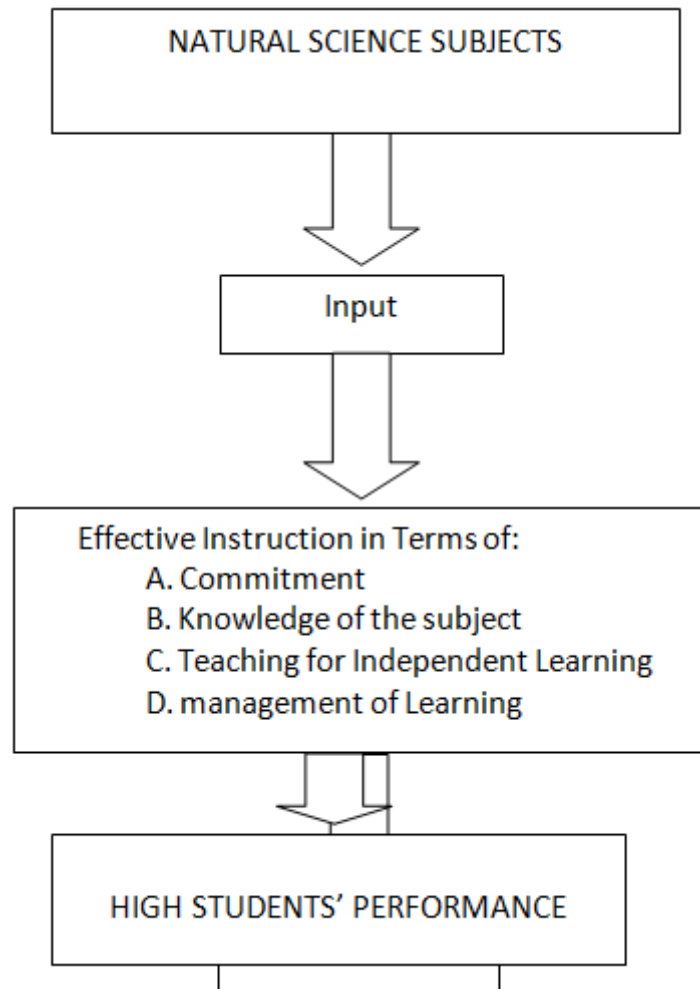 NATURAL SCIENCE SUBJECTS
Input
Effective Instruction in Terms of:
A. Commitment
B. Knowledge of the subject
C. Teaching for Independent Learning
D. management of Learning
HIGH STUDENTS’ PERFORMANCE